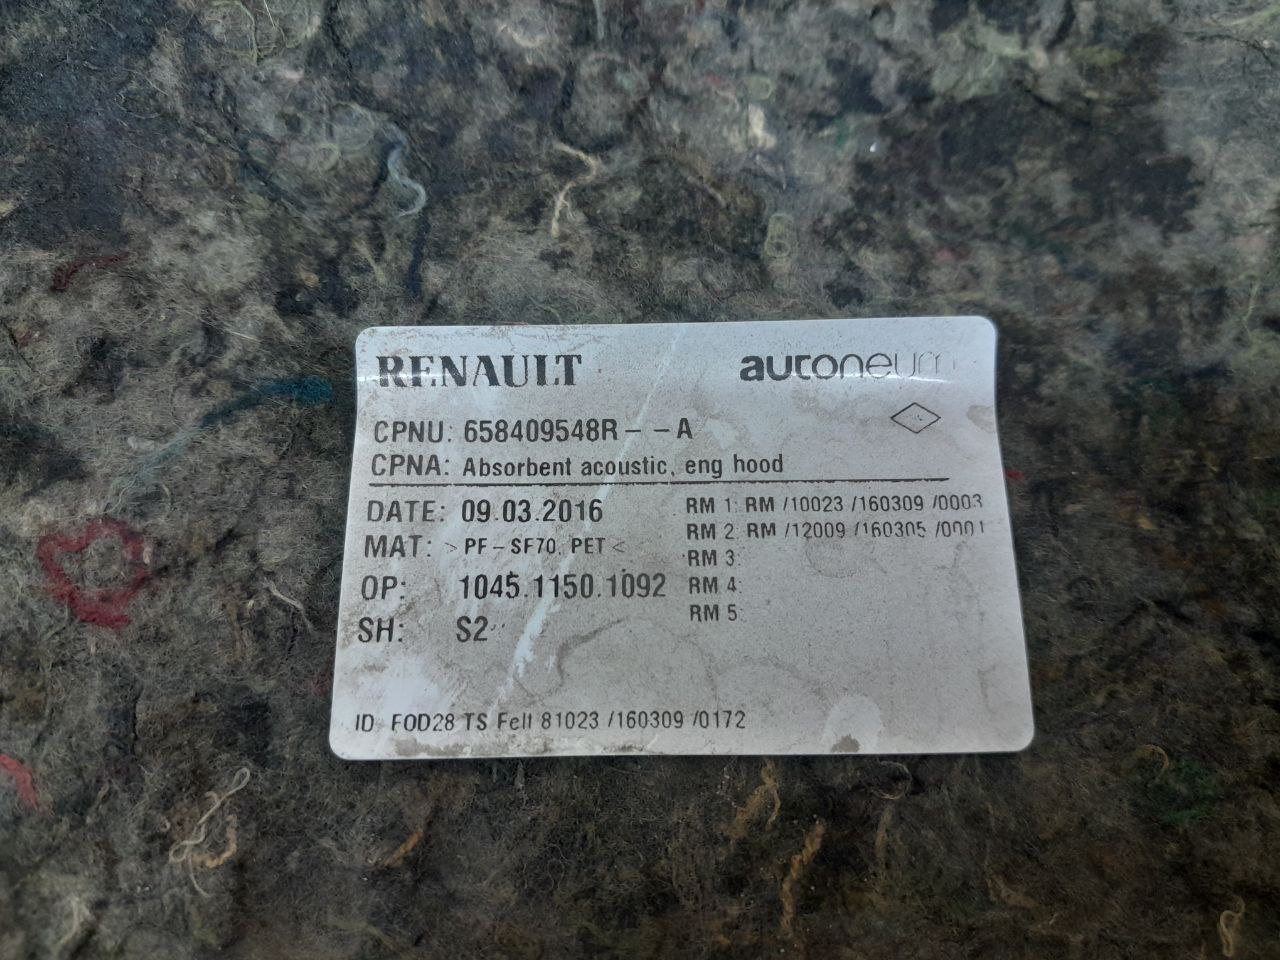 RENAULT autoneum
CPNU: 658409548R - - A
CPNA: Absorbent acoustic, eng hood
DATE: 09.03.2016
MAT: >PF-SF70, PET<
OP: 1045.1150.1092
SH: S2
RM 1: RM /10023 /160309 /0003
RM 2: RM /12009 /160305 /0001
RM 3:
RM 4:
RM 5:
ID: FOD28 TS Felt 81023 /160309 /0172